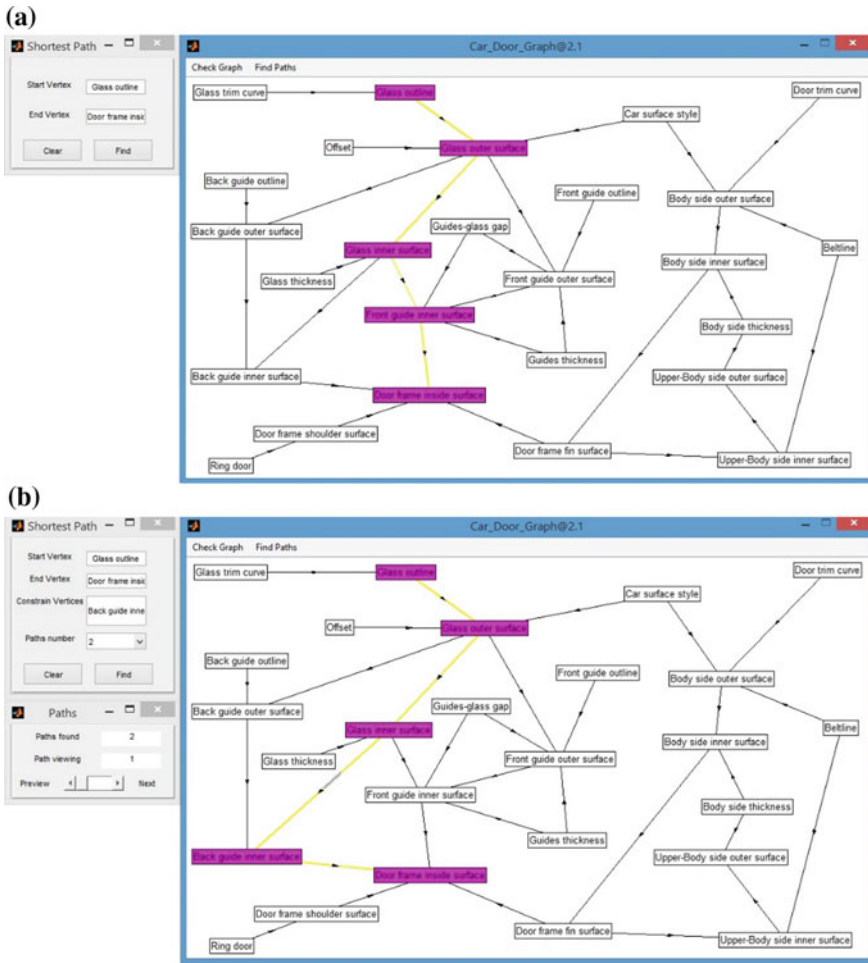 (a)
Shortest Path
Start Vertex
Glass outline
End Vertex
Door frame insid
Clear
Find
Car_Door_Graph@2.1
Check Graph
Find Paths
Glass trim curve
Glass outline
Door trim curve
Car surface style
Offset
Glass outer surface
Back guide outline
Front guide outline
Body side outer surface
Back guide outer surface
Guides-glass gap
Glass inner surface
Beltline
Body side inner surface
Glass thickness
Front guide outer surface
Front guide inner surface
Body side thickness
Guides thickness
Back guide inner surface
Upper-Body side outer surface
Door frame inside surface
Door frame shoulder surface
Door frame fin surface
Ring door
Upper-Body side inner surface
(b)
Shortest Path
Start Vertex
Glass outline
End Vertex
Door frame insid
Constrain Vertices
Back guide inne
Paths number
2
Clear
Find
Paths
Paths found
2
Path viewing
1
Preview
Next
Car_Door_Graph@2.1
Check Graph
Find Paths
Glass trim curve
Glass outline
Door trim curve
Car surface style
Offset
Glass outer surface
Back guide outline
Front guide outline
Body side outer surface
Back guide outer surface
Guides-glass gap
Glass inner surface
Beltline
Body side inner surface
Glass thickness
Front guide outer surface
Front guide inner surface
Body side thickness
Guides thickness
Back guide inner surface
Upper-Body side outer surface
Door frame inside surface
Door frame shoulder surface
Door frame fin surface
Ring door
Upper-Body side inner surface